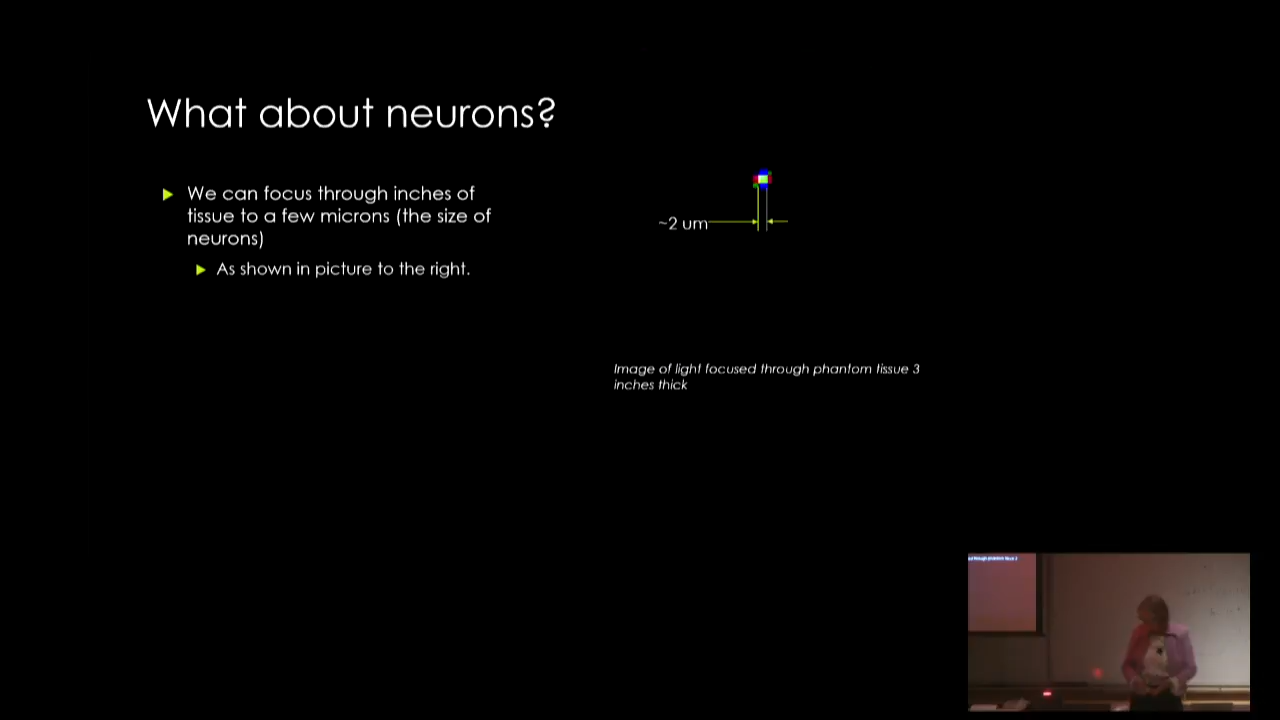 What about neurons?
We can focus through inches of
tissue to a few microns (the size of
neurons)
As shown in picture to the right.
~2 um
Image of light focused through phantom tissue 3
inches thick